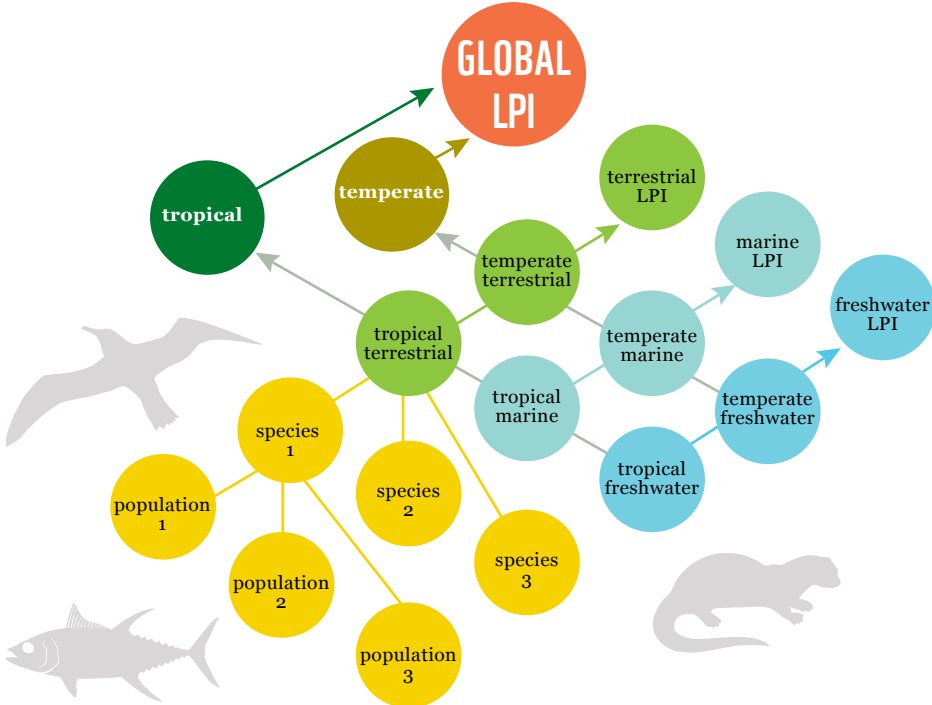 GLOBAL
LPI
temperate
tropical
terrestrial
LPI
temperate
terrestrial
marine
LPI
freshwater
LPI
tropical
terrestrial
temperate
marine
tropical
marine
temperate
freshwater
species
1
tropical
freshwater
species
2
population
1
species
3
population
2
population
3